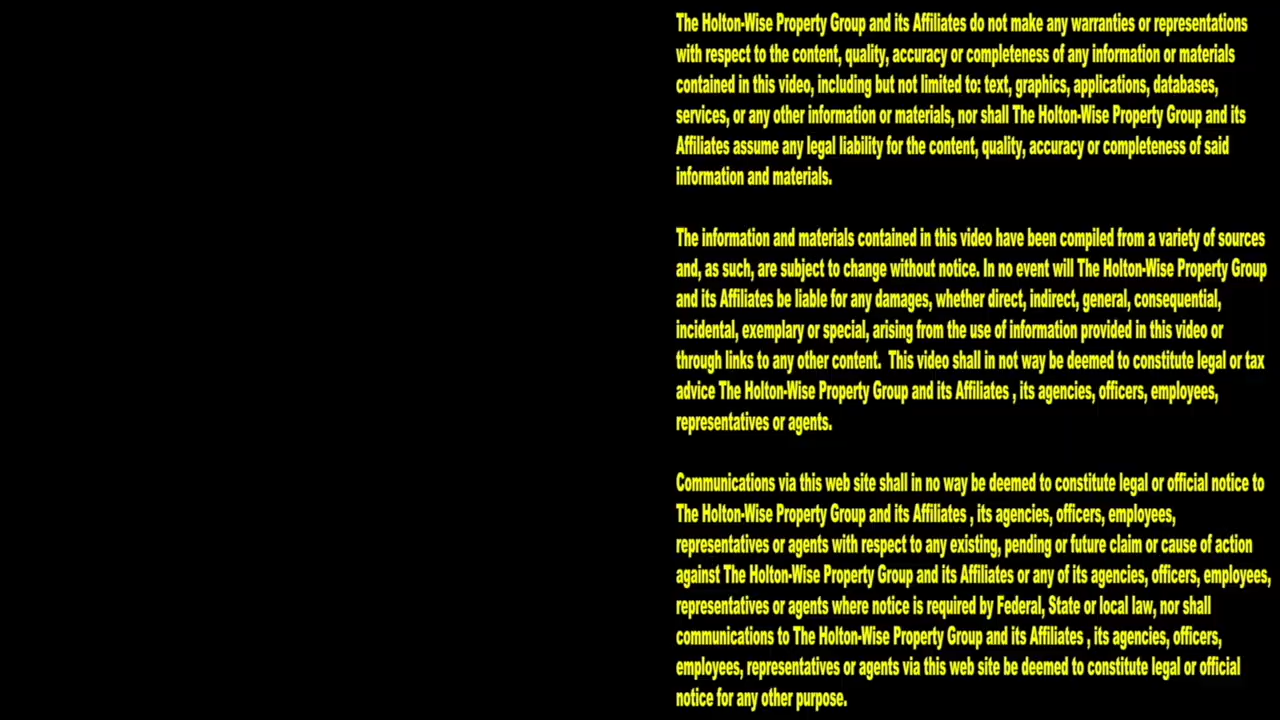 The Holton-Wise Property Group and its Affiliates do not make any warranties or representations
with respect to the content, quality, accuracy or completeness of any information or materials
contained in this video, including but not limited to: text, graphics, applications, databases,
services, or any other information or materials, nor shall The Holton-Wise Property Group and its
Affiliates assume any legal liability for the content, quality, accuracy or completeness of said
information and materials.
The information and materials contained in this video have been compiled from a variety of sources
and, as such, are subject to change without notice. In no event will The Holton-Wise Property Group
and its Affiliates be liable for any damages, whether direct, indirect, general, consequential,
incidental, exemplary or special, arising from the use of information provided in this video or
through links to any other content.  This video shall in not way be deemed to constitute legal or tax
advice The Holton-Wise Property Group and its Affiliates , its agencies, officers, employees,
representatives or agents.
Communications via this web site shall in no way be deemed to constitute legal or official notice to
The Holton-Wise Property Group and its Affiliates , its agencies, officers, employees,
representatives or agents with respect to any existing, pending or future claim or cause of action
against The Holton-Wise Property Group and its Affiliates or any of its agencies, officers, employees,
representatives or agents where notice is required by Federal, State or local law, nor shall
communications to The Holton-Wise Property Group and its Affiliates , its agencies, officers,
employees, representatives or agents via this web site be deemed to constitute legal or official
notice for any other purpose.